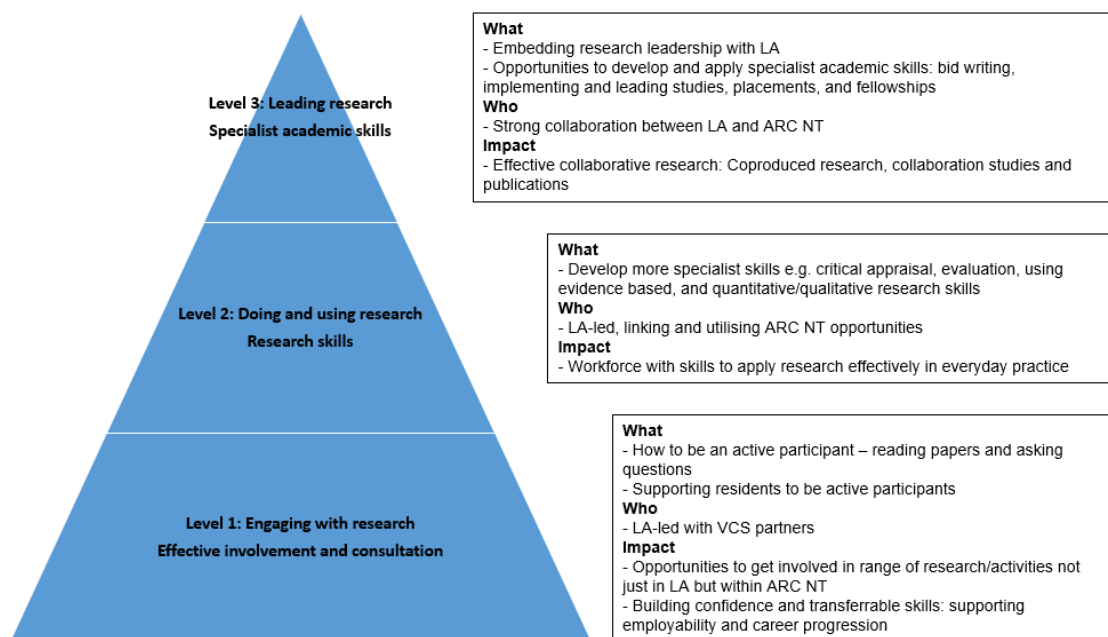 Level 3: Leading research
Specialist academic skills
What
- Embedding research leadership with LA
- Opportunities to develop and apply specialist academic skills: bid writing,
implementing and leading studies, placements, and fellowships
Who
- Strong collaboration between LA and ARC NT
Impact
- Effective collaborative research: Coproduced research, collaboration studies and
publications
Level 2: Doing and using research
Research skills
What
- Develop more specialist skills e.g. critical appraisal, evaluation, using
evidence based, and quantitative/qualitative research skills
Who
- LA-led, linking and utilising ARC NT opportunities
Impact
- Workforce with skills to apply research effectively in everyday practice
Level 1: Engaging with research
Effective involvement and consultation
What
- How to be an active participant – reading papers and asking
questions
- Supporting residents to be active participants
Who
- LA-led with VCS partners
Impact
- Opportunities to get involved in range of research/activities not
just in LA but within ARC NT
- Building confidence and transferrable skills: supporting
employability and career progression